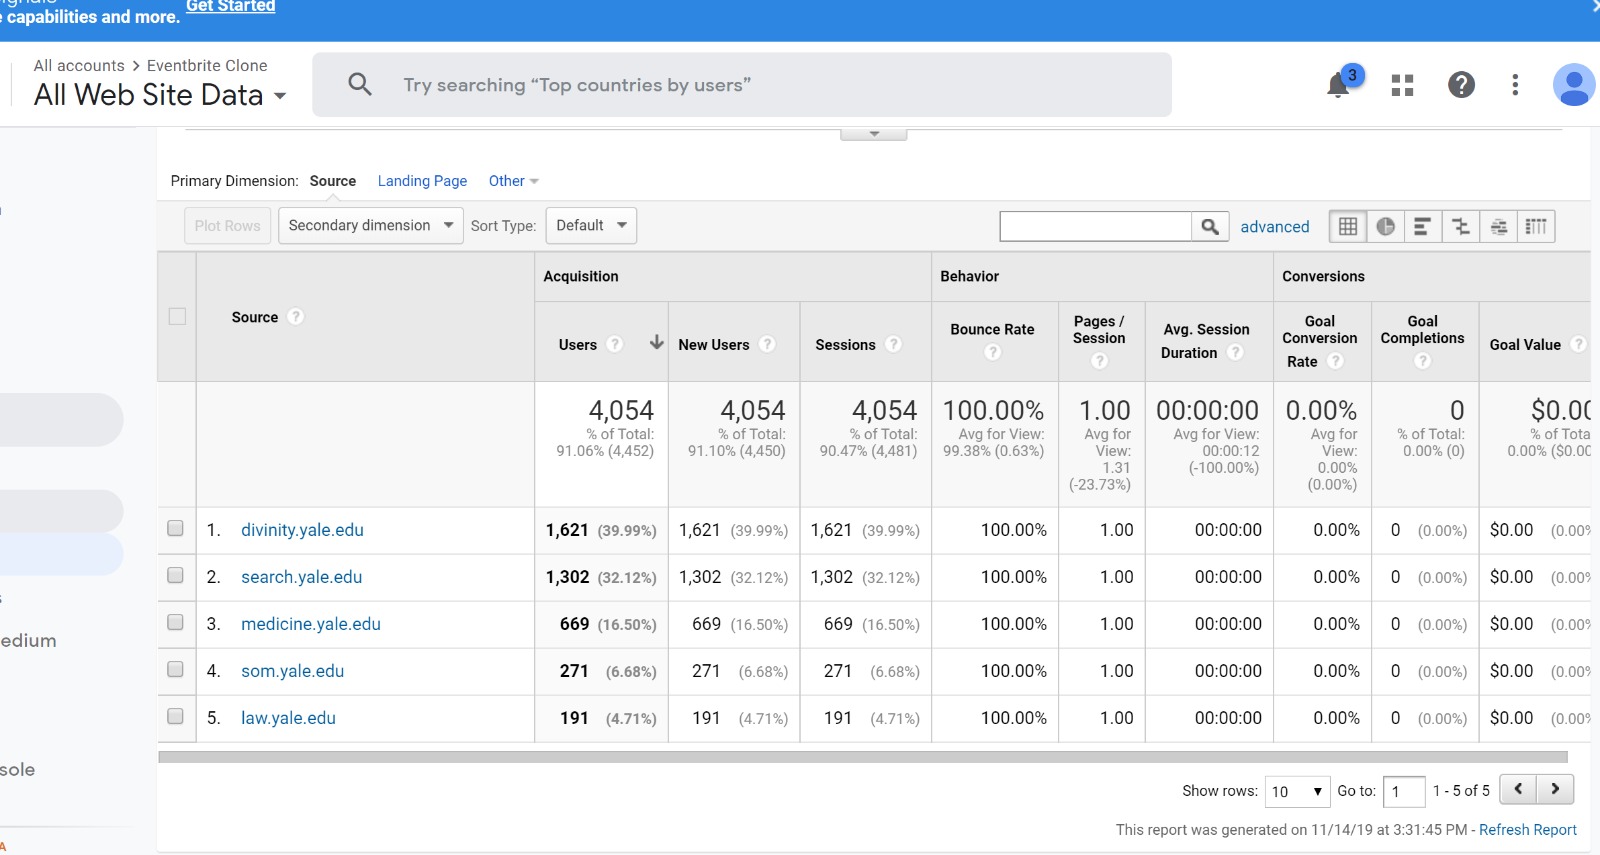 e capabilities and more. Get Started
All accounts > Eventbrite Clone
All Web Site Data
Try searching “Top countries by users”
3
Primary Dimension: Source Landing Page Other
Plot Rows Secondary dimension Sort Type: Default advanced
Acquisition Behavior Conversions
Source Users New Users Sessions Bounce Rate Pages / Session Avg. Session Duration Goal Conversion Rate Goal Completions Goal Value
4,054 4,054 4,054 100.00% 1.00 00:00:00 0.00% 0 $0.00
% of Total: 91.06% (4,452) % of Total: 91.10% (4,450) % of Total: 90.47% (4,481) Avg for View: 99.38% (0.63%) Avg for View: 1.31 (-23.73%) Avg for View: 00:00:12 (-100.00%) Avg for View: 0.00% (0.00%) % of Total: 0.00% (0) % of Tota 0.00% ($0.00
1. divinity.yale.edu 1,621 (39.99%) 1,621 (39.99%) 1,621 (39.99%) 100.00% 1.00 00:00:00 0.00% 0 (0.00%) $0.00 (0.00%
2. search.yale.edu 1,302 (32.12%) 1,302 (32.12%) 1,302 (32.12%) 100.00% 1.00 00:00:00 0.00% 0 (0.00%) $0.00 (0.00%
3. medicine.yale.edu 669 (16.50%) 669 (16.50%) 669 (16.50%) 100.00% 1.00 00:00:00 0.00% 0 (0.00%) $0.00 (0.00%
4. som.yale.edu 271 (6.68%) 271 (6.68%) 271 (6.68%) 100.00% 1.00 00:00:00 0.00% 0 (0.00%) $0.00 (0.00%
5. law.yale.edu 191 (4.71%) 191 (4.71%) 191 (4.71%) 100.00% 1.00 00:00:00 0.00% 0 (0.00%) $0.00 (0.00%
edium
sole
Show rows: 10 Go to: 1 1 - 5 of 5
This report was generated on 11/14/19 at 3:31:45 PM - Refresh Report